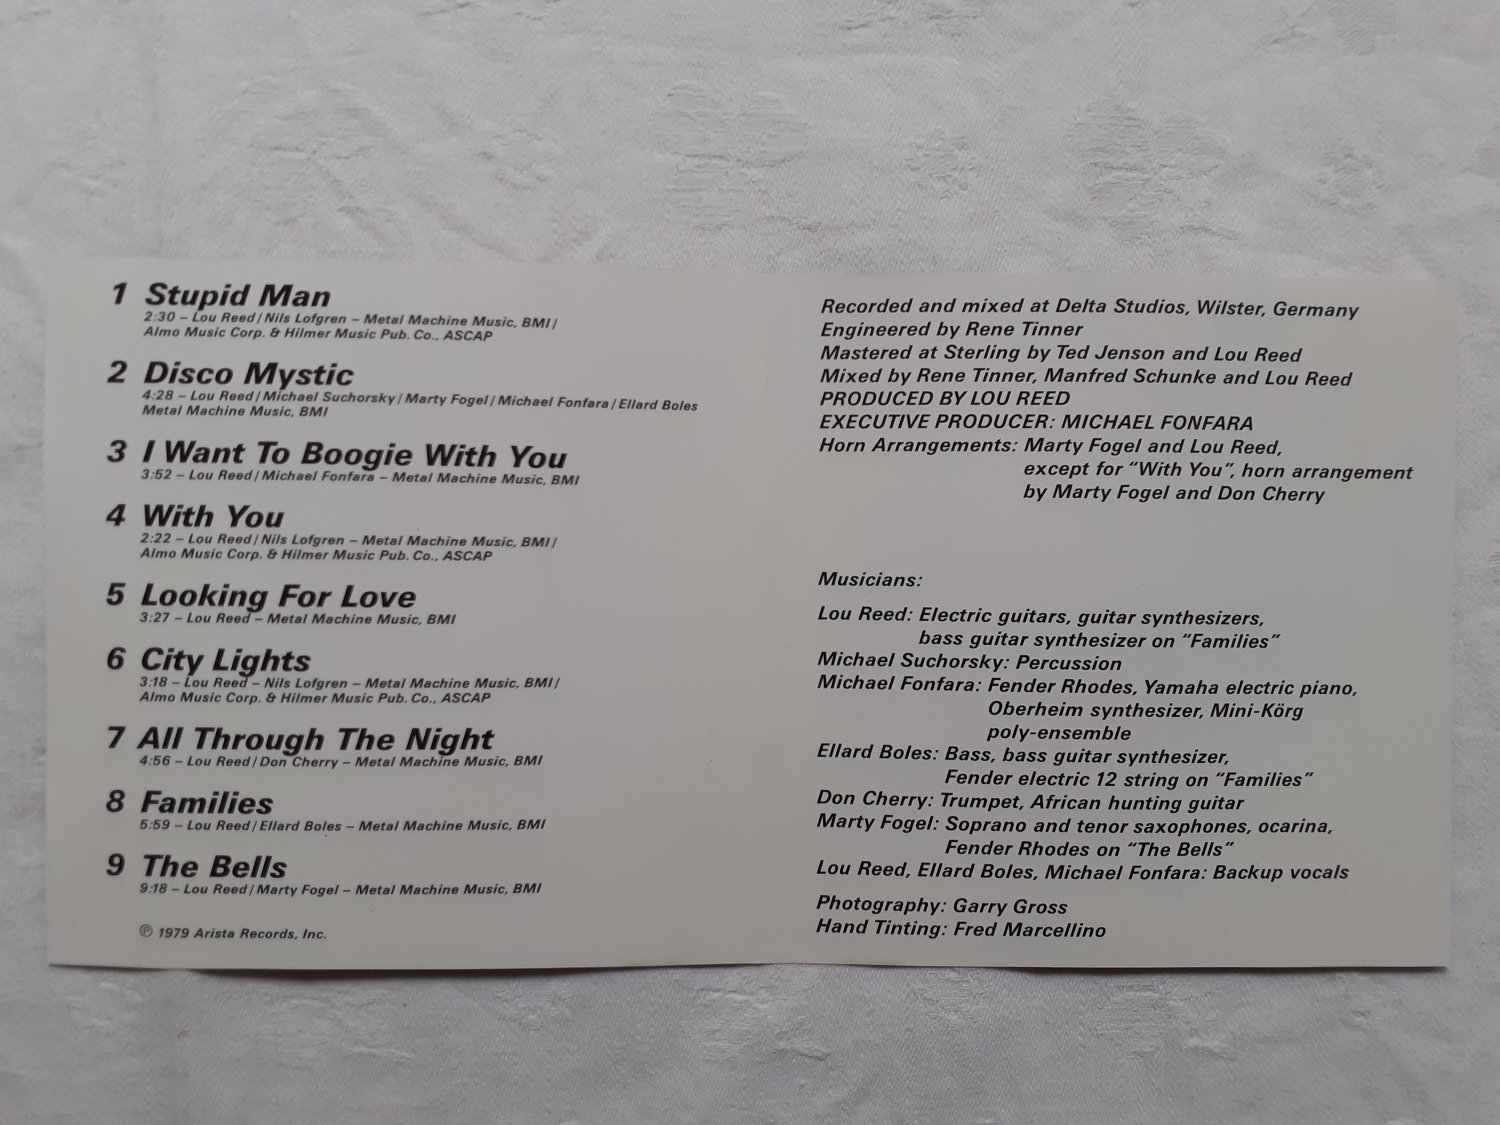 1 Stupid Man
2:30 – Lou Reed/Nils Lofgren – Metal Machine Music, BMI/
Almo Music Corp. & Hilmer Music Pub. Co., ASCAP
2 Disco Mystic
4:28 – Lou Reed/Michael Suchorsky/Marty Fogel/Michael Fonfara/Ellard Boles
Metal Machine Music, BMI
3 I Want To Boogie With You
3:52 – Lou Reed/Michael Fonfara – Metal Machine Music, BMI
4 With You
2:22 – Lou Reed/Nils Lofgren – Metal Machine Music, BMI/
Almo Music Corp. & Hilmer Music Pub. Co., ASCAP
5 Looking For Love
3:27 – Lou Reed – Metal Machine Music, BMI
6 City Lights
3:18 – Lou Reed – Nils Lofgren – Metal Machine Music, BMI/
Almo Music Corp. & Hilmer Music Pub. Co., ASCAP
7 All Through The Night
4:56 – Lou Reed/Don Cherry – Metal Machine Music, BMI
8 Families
5:59 – Lou Reed/Ellard Boles – Metal Machine Music, BMI
9 The Bells
9:18 – Lou Reed/Marty Fogel – Metal Machine Music, BMI
℗ 1979 Arista Records, Inc.
Recorded and mixed at Delta Studios, Wilster, Germany
Engineered by Rene Tinner
Mastered at Sterling by Ted Jenson and Lou Reed
Mixed by Rene Tinner, Manfred Schunke and Lou Reed
PRODUCED BY LOU REED
EXECUTIVE PRODUCER: MICHAEL FONFARA
Horn Arrangements: Marty Fogel and Lou Reed,
except for "With You", horn arrangement
by Marty Fogel and Don Cherry
Musicians:
Lou Reed: Electric guitars, guitar synthesizers,
bass guitar synthesizer on "Families"
Michael Suchorsky: Percussion
Michael Fonfara: Fender Rhodes, Yamaha electric piano,
Oberheim synthesizer, Mini-Körg
poly-ensemble
Ellard Boles: Bass, bass guitar synthesizer,
Fender electric 12 string on "Families"
Don Cherry: Trumpet, African hunting guitar
Marty Fogel: Soprano and tenor saxophones, ocarina,
Fender Rhodes on "The Bells"
Lou Reed, Ellard Boles, Michael Fonfara: Backup vocals
Photography: Garry Gross
Hand Tinting: Fred Marcellino